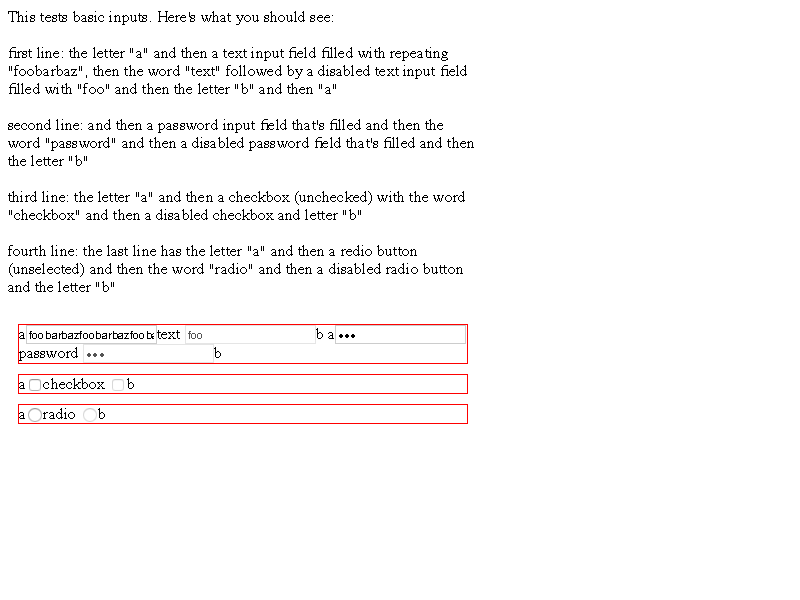 This tests basic inputs. Here's what you should see:
first line: the letter "a" and then a text input field filled with repeating
"foobarbaz", then the word "text" followed by a disabled text input field
filled with "foo" and then the letter "b" and then "a"
second line: and then a password input field that's filled and then the
word "password" and then a disabled password field that's filled and then
the letter "b"
third line: the letter "a" and then a checkbox (unchecked) with the word
"checkbox" and then a disabled checkbox and letter "b"
fourth line: the last line has the letter "a" and then a redio button
(unselected) and then the word "radio" and then a disabled radio button
and the letter "b"
a foobarbazfoobarbazfoo text foo b a •••
password ••• b
a checkbox b
a radio b